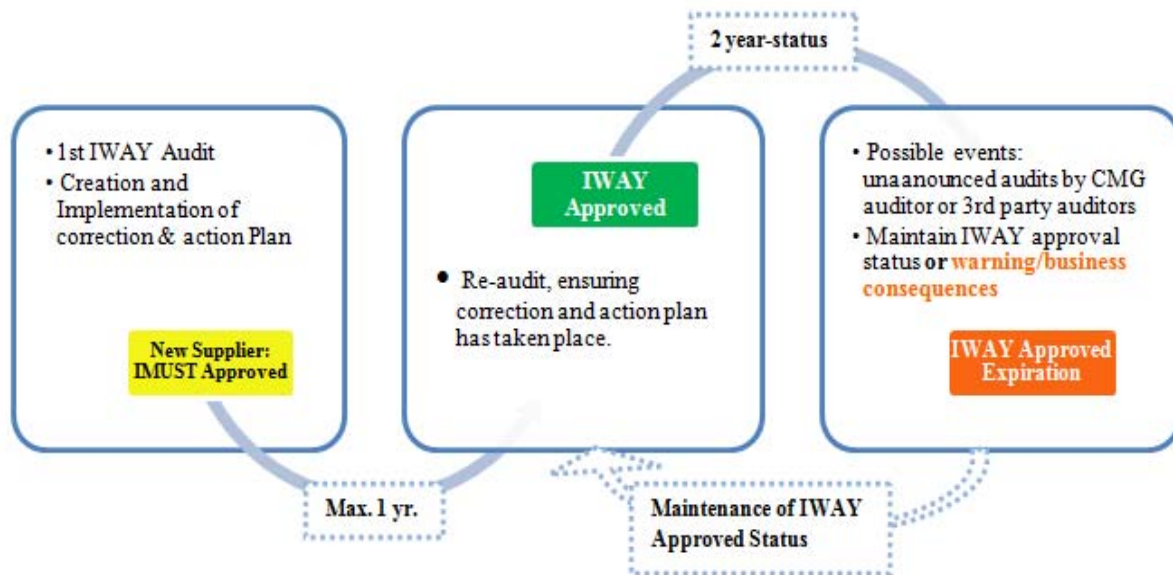 2 year-status
• 1st IWAY Audit
• Creation and
Implementation of
correction & action Plan
New Supplier:
IMUST Approved
Max. 1 yr.
IWAY
Approved
• Re-audit, ensuring
correction and action plan
has taken place.
• Possible events:
unaanounced audits by CMG
auditor or 3rd party auditors
• Maintain IWAY approval
status or warning/business
consequences
IWAY Approved
Expiration
Maintenance of IWAY
Approved Status